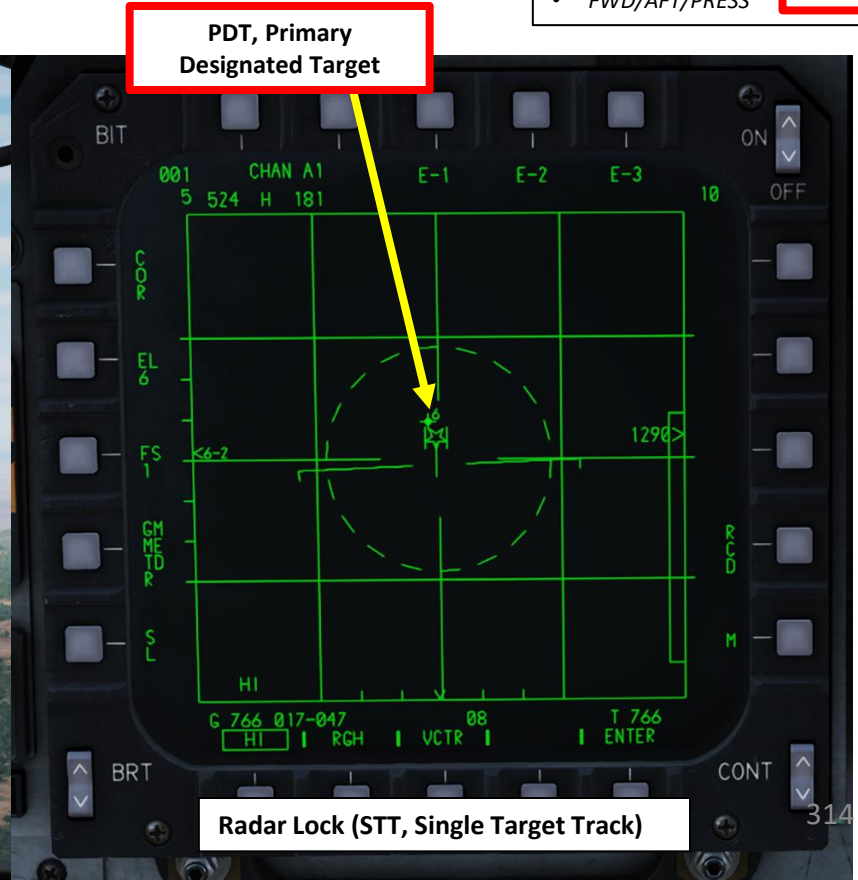 • FWD/AFT/PRESS
PDT, Primary
Designated Target
BIT
ON
OFF
001 CHAN A1 E-1 E-2 E-3
5 524 H 181 10
COR
EL
6
6
1290>
FS
1
<6-2
GM
ME
TD
R
RCD
SL
M
HI
G 766 017-047 08 T 766
HI RGH VCTR ENTER
BRT
CONT
314
Radar Lock (STT, Single Target Track)